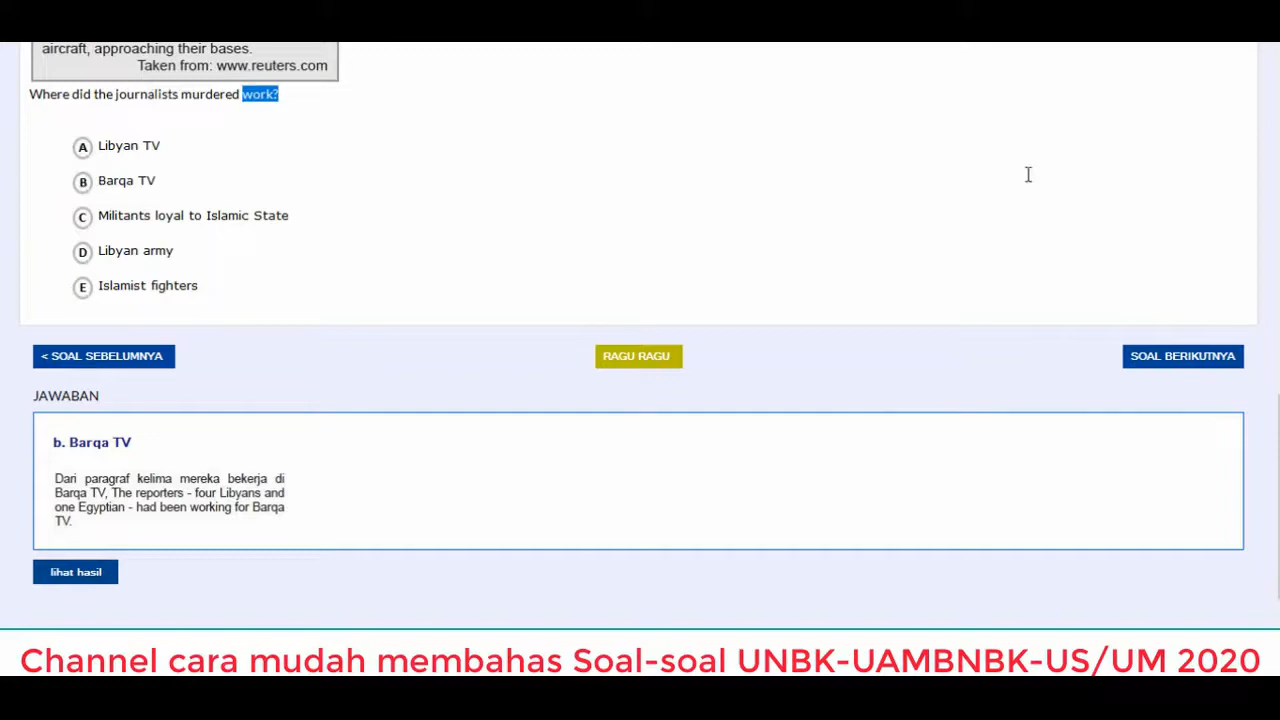 aircraft, approaching their bases.
Taken from: www.reuters.com
Where did the journalists murdered work?
A Libyan TV
B Barqa TV
C Militants loyal to Islamic State
D Libyan army
E Islamist fighters
< SOAL SEBELUMNYA RAGU RAGU SOAL BERIKUTNYA
JAWABAN
b. Barqa TV
Dari paragraf kelima mereka bekerja di
Barqa TV, The reporters - four Libyans and
one Egyptian - had been working for Barqa
TV.
lihat hasil
Channel cara mudah membahas Soal-soal UNBK-UAMBNBK-US/UM 2020